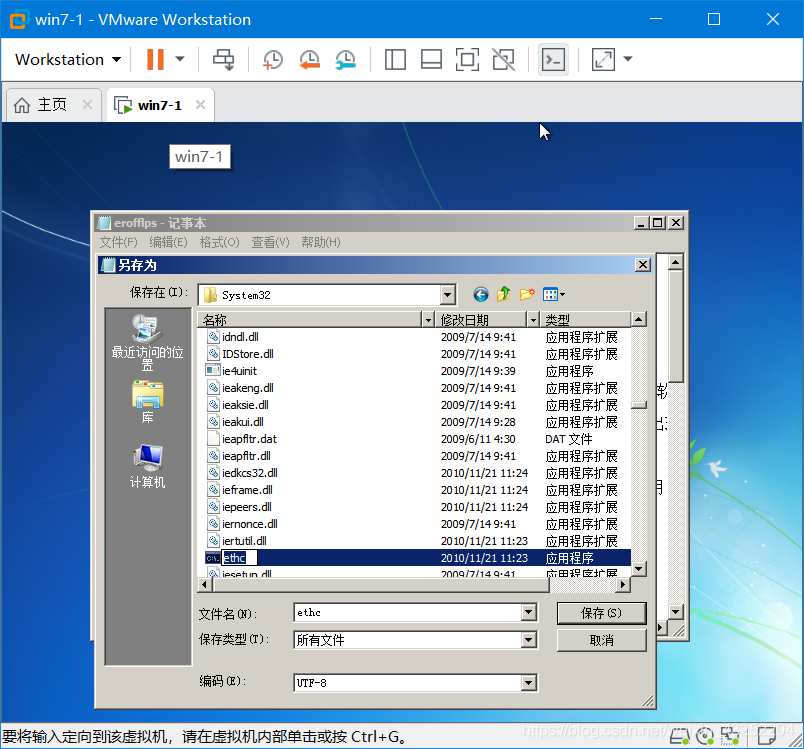 win7-1 - VMware Workstation
Workstation
主页
win7-1
win7-1
erofflps - 记事本
文件(F) 编辑(E) 格式(O) 查看(V) 帮助(H)
另存为
保存在(I):
System32
最近访问的位置
库
计算机
名称 修改日期 类型
idndl.dll 2009/7/14 9:41 应用程序扩展
IDStore.dll 2009/7/14 9:41 应用程序扩展
ie4uinit 2009/7/14 9:39 应用程序
ieakeng.dll 2009/7/14 9:41 应用程序扩展
ieaksie.dll 2009/7/14 9:41 应用程序扩展
ieakui.dll 2009/7/14 9:28 应用程序扩展
ieapfltr.dat 2009/6/11 4:30 DAT 文件
ieapfltr.dll 2009/7/14 9:41 应用程序扩展
iedkcs32.dll 2010/11/21 11:24 应用程序扩展
ieframe.dll 2010/11/21 11:24 应用程序扩展
iepeers.dll 2010/11/21 11:24 应用程序扩展
iernonce.dll 2009/7/14 9:41 应用程序扩展
iertutil.dll 2010/11/21 11:23 应用程序扩展
ethc 2010/11/21 11:23 应用程序
iesetup.dll 2009/7/14 9:41 应用程序扩展
文件名(N): ethc 保存(S)
保存类型(T): 所有文件 取消
编码(E): UTF-8
要将输入定向到该虚拟机，请在虚拟机内部单击或按 Ctrl+G。